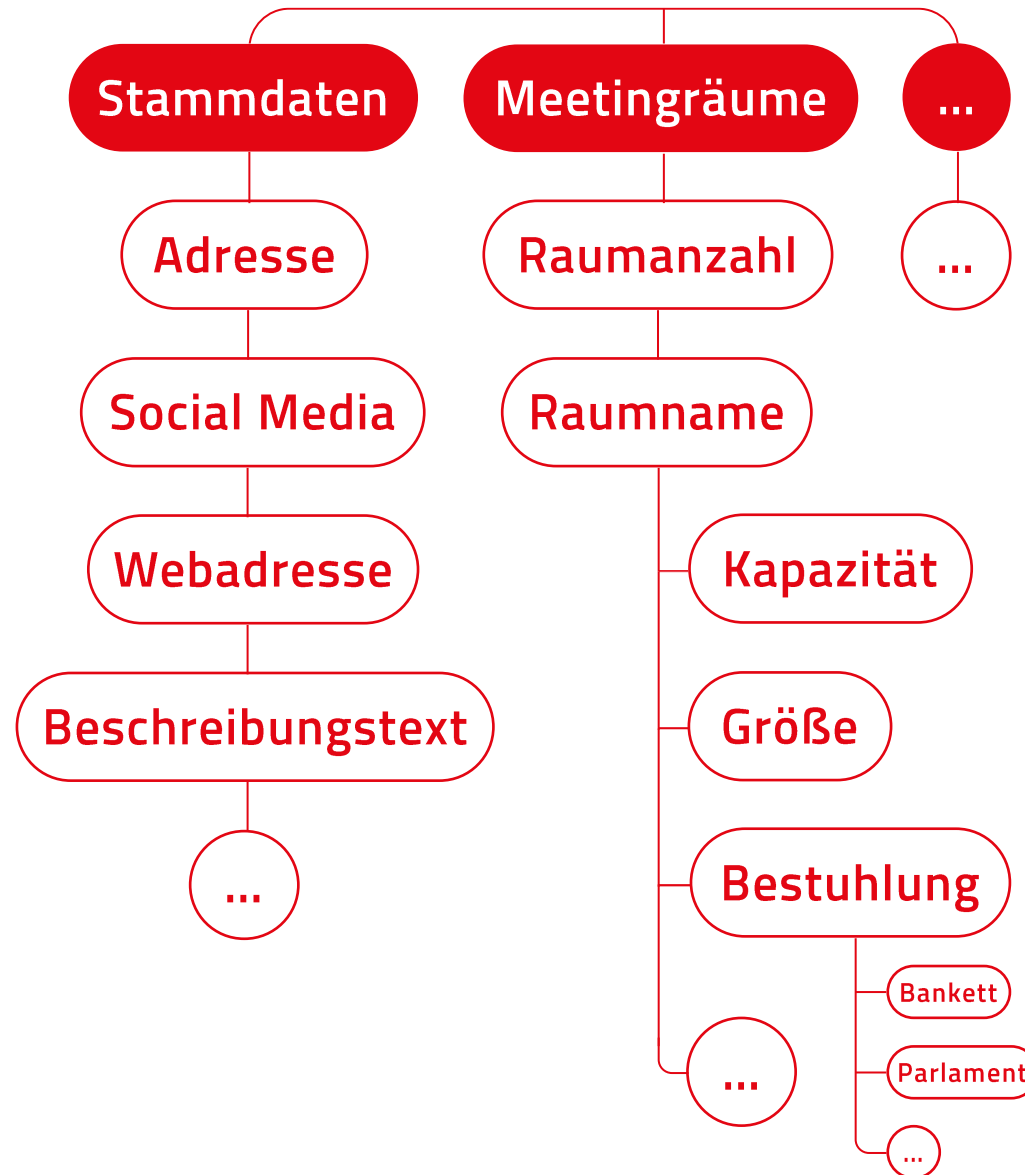 Stammdaten
Adresse
Social Media
Webadresse
Beschreibungstext
...
Meetingräume
Raumanzahl
Raumname
Kapazität
Größe
Bestuhlung
Bankett
Parlament
...
...
...
...